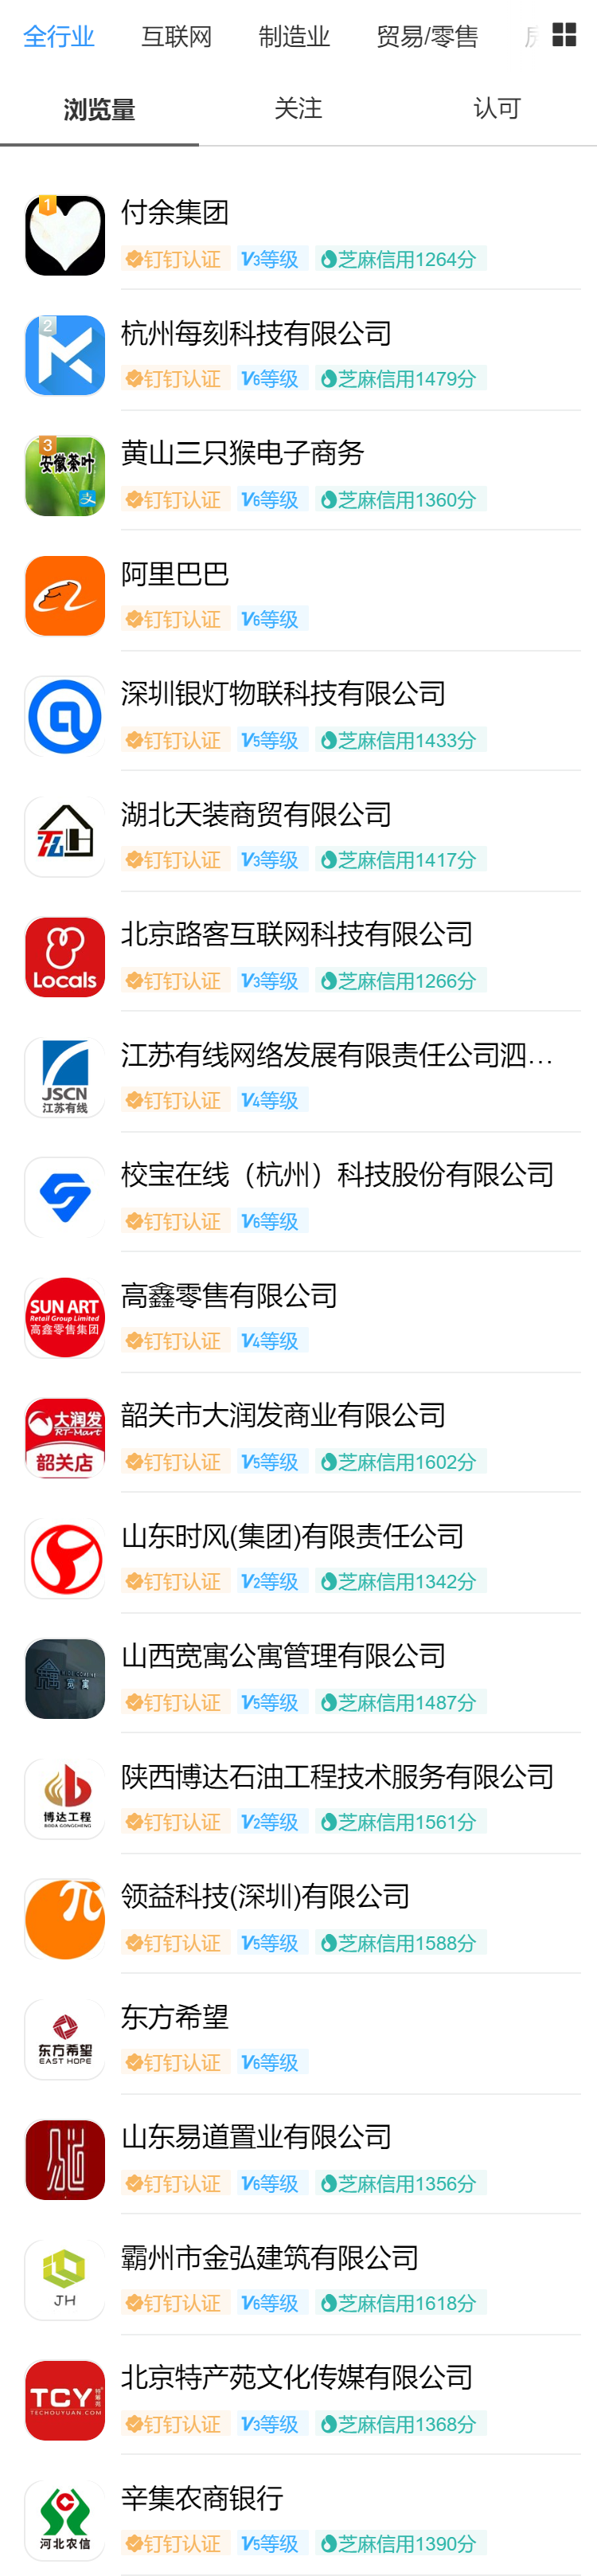 全行业 互联网 制造业 贸易/零售
浏览量 关注 认可
1
付余集团
钉钉认证 V3等级 芝麻信用1264分
2
杭州每刻科技有限公司
钉钉认证 V6等级 芝麻信用1479分
3
安徽茶叶
支
黄山三只猴电子商务
钉钉认证 V6等级 芝麻信用1360分
阿里巴巴
钉钉认证 V6等级
深圳银灯物联科技有限公司
钉钉认证 V5等级 芝麻信用1433分
湖北天装商贸有限公司
钉钉认证 V3等级 芝麻信用1417分
Locals
北京路客互联网科技有限公司
钉钉认证 V3等级 芝麻信用1266分
JSCN
江苏有线
江苏有线网络发展有限责任公司泗...
钉钉认证 V4等级
校宝在线（杭州）科技股份有限公司
钉钉认证 V6等级
SUN ART
Retail Group Limited
高鑫零售集团
高鑫零售有限公司
钉钉认证 V4等级
大润发
RT-Mart
韶关店
韶关市大润发商业有限公司
钉钉认证 V5等级 芝麻信用1602分
山东时风(集团)有限责任公司
钉钉认证 V2等级 芝麻信用1342分
宽寓
山西宽寓公寓管理有限公司
钉钉认证 V5等级 芝麻信用1487分
博达工程
BODA GONGCHENG
陕西博达石油工程技术服务有限公司
钉钉认证 V2等级 芝麻信用1561分
π
领益科技(深圳)有限公司
钉钉认证 V5等级 芝麻信用1588分
东方希望
EAST HOPE
东方希望
钉钉认证 V6等级
山东易道置业有限公司
钉钉认证 V6等级 芝麻信用1356分
JH
霸州市金弘建筑有限公司
钉钉认证 V6等级 芝麻信用1618分
TCY
TECHOUYUAN.COM
北京特产苑文化传媒有限公司
钉钉认证 V3等级 芝麻信用1368分
河北农信
辛集农商银行
钉钉认证 V5等级 芝麻信用1390分